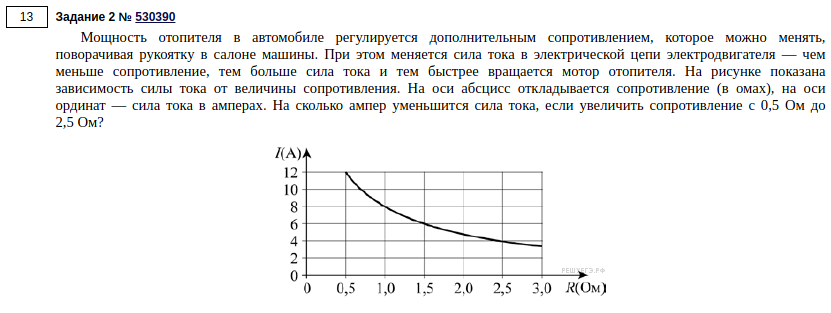 13
Задание 2 № 530390
Мощность отопителя в автомобиле регулируется дополнительным сопротивлением, которое можно менять,
поворачивая рукоятку в салоне машины. При этом меняется сила тока в электрической цепи электродвигателя — чем
меньше сопротивление, тем больше сила тока и тем быстрее вращается мотор отопителя. На рисунке показана
зависимость силы тока от величины сопротивления. На оси абсцисс откладывается сопротивление (в омах), на оси
ординат — сила тока в амперах. На сколько ампер уменьшится сила тока, если увеличить сопротивление с 0,5 Ом до
2,5 Ом?
I(А)
12
10
8
6
4
2
0
РЕШУЕГЭ.РФ
0 0,5 1,0 1,5 2,0 2,5 3,0 R(Ом)